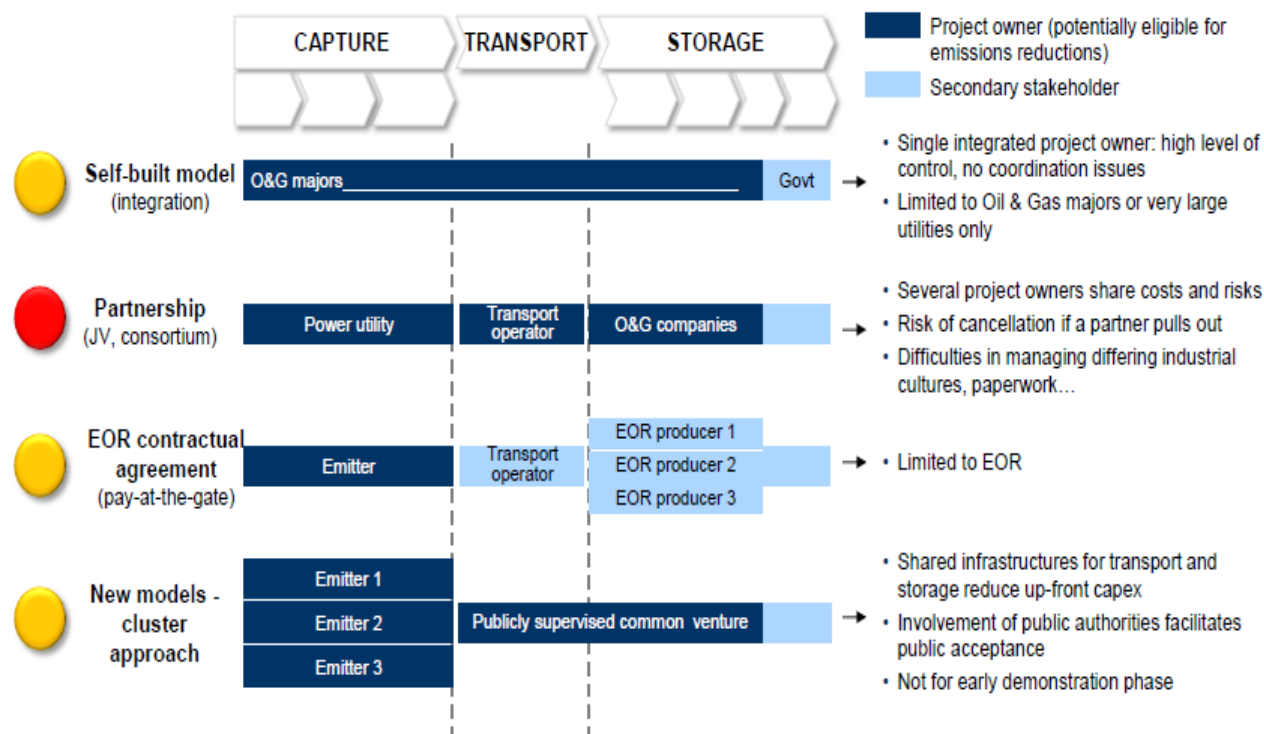 CAPTURE
TRANSPORT
STORAGE
Project owner (potentially eligible for
emissions reductions)
Secondary stakeholder
Self-built model
(integration)
O&G majors
Govt
• Single integrated project owner: high level of
control, no coordination issues
• Limited to Oil & Gas majors or very large
utilities only
Partnership
(JV, consortium)
Power utility
Transport
operator
O&G companies
• Several project owners share costs and risks
• Risk of cancellation if a partner pulls out
• Difficulties in managing differing industrial
cultures, paperwork…
EOR contractual
agreement
(pay-at-the-gate)
Emitter
Transport
operator
EOR producer 1
EOR producer 2
EOR producer 3
• Limited to EOR
New models -
cluster
approach
Emitter 1
Emitter 2
Emitter 3
Publicly supervised common venture
• Shared infrastructures for transport and
storage reduce up-front capex
• Involvement of public authorities facilitates
public acceptance
• Not for early demonstration phase